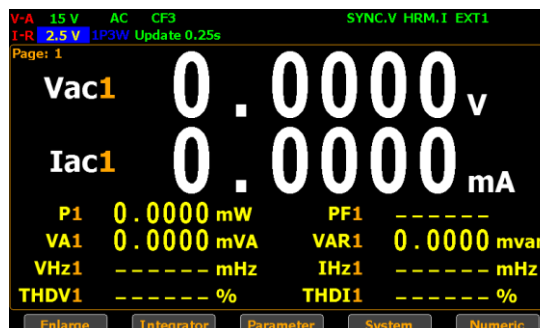 V-A 15 V AC CF3 SYNC.V HRM.I EXT1
I-R 2.5 V 1P3W Update 0.25s
Page: 1
Vac1 0.0000 V
Iac1 0.0000 mA
P1 0.0000 mW PF1 ------
VA1 0.0000 mVA VAR1 0.0000 mvar
VHz1 ------ mHz IHz1 ------ mHz
THDV1 ------ % THDI1 ------ %
Enlarge Integrator Parameter System Numeric